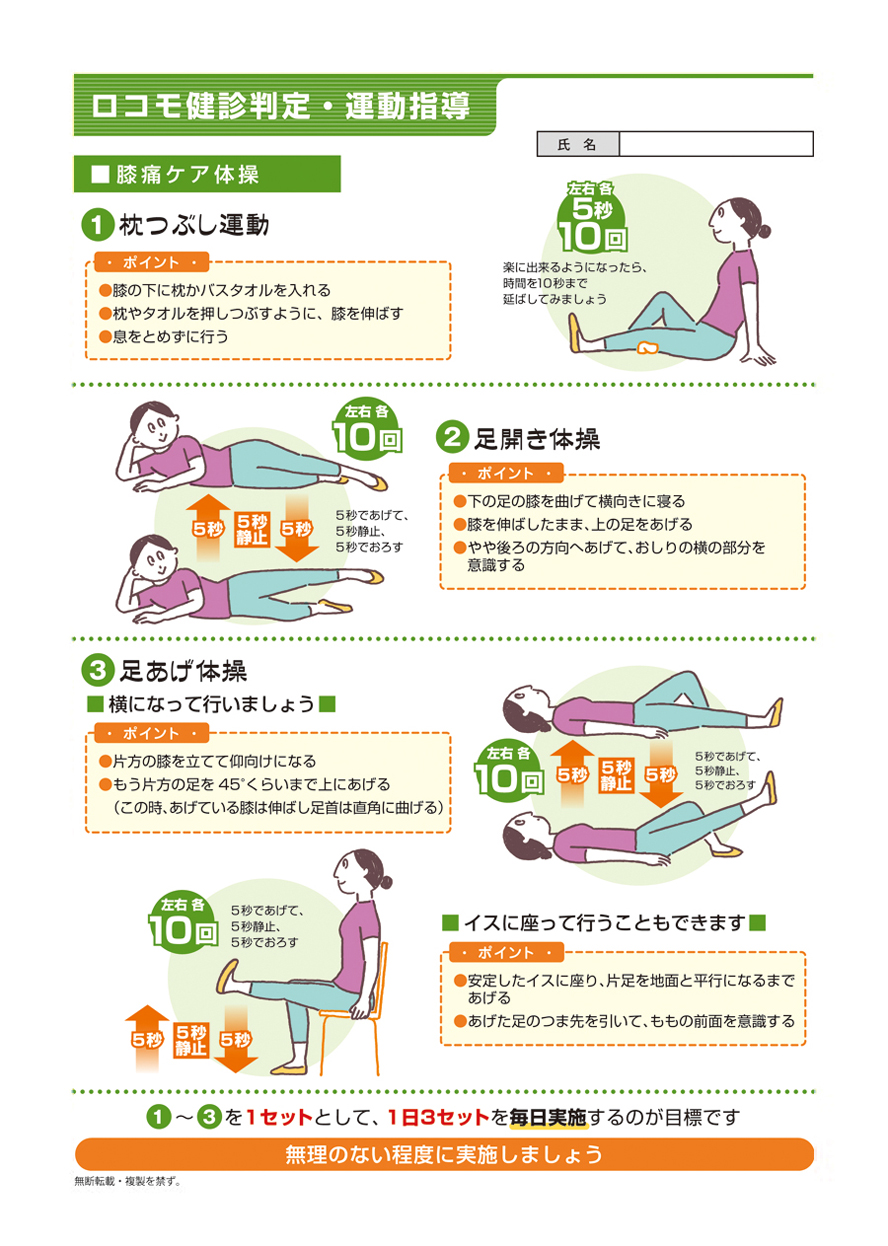 ロコモ健診判定・運動指導
氏 名
■膝痛ケア体操
1 枕つぶし運動
・ ポイント ・
●膝の下に枕かバスタオルを入れる
●枕やタオルを押しつぶすように、膝を伸ばす
●息をとめずに行う
左右 各
5秒
10回
楽に出来るようになったら、
時間を10秒まで
延ばしてみましょう
左右 各
10回
5秒
5秒
静止
5秒
5秒であげて、
5秒静止、
5秒でおろす
2 足開き体操
・ ポイント ・
●下の足の膝を曲げて横向きに寝る
●膝を伸ばしたまま、上の足をあげる
●やや後ろの方向へあげて、おしりの横の部分を
意識する
3 足あげ体操
■横になって行いましょう■
・ ポイント ・
●片方の膝を立てて仰向けになる
●もう片方の足を45°くらいまで上にあげる
（この時、あげている膝は伸ばし足首は直角に曲げる）
左右 各
10回
5秒
5秒
静止
5秒
5秒であげて、
5秒静止、
5秒でおろす
左右 各
10回
5秒であげて、
5秒静止、
5秒でおろす
5秒
5秒
静止
5秒
■イスに座って行うこともできます■
・ ポイント ・
●安定したイスに座り、片足を地面と平行になるまで
あげる
●あげた足のつま先を引いて、ももの前面を意識する
1～3を1セットとして、1日3セットを毎日実施するのが目標です
無理のない程度に実施しましょう
無断転載・複製を禁ず。